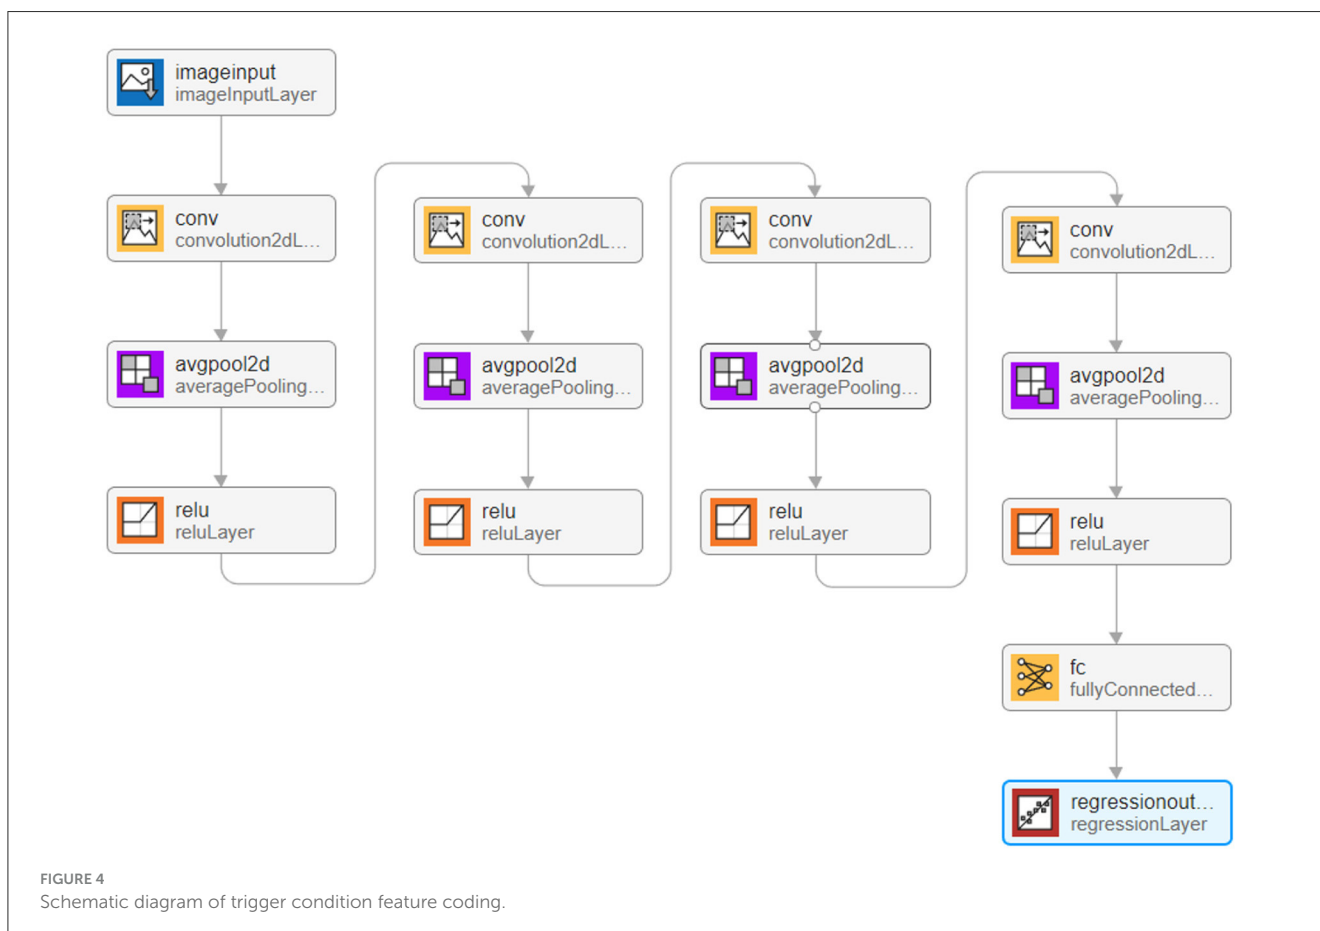 imageinput
imageInputLayer
conv
convolution2dL...
avgpool2d
averagePooling...
relu
reluLayer
conv
convolution2dL...
avgpool2d
averagePooling...
relu
reluLayer
conv
convolution2dL...
avgpool2d
averagePooling...
relu
reluLayer
conv
convolution2dL...
avgpool2d
averagePooling...
relu
reluLayer
fc
fullyConnected...
regressionout...
regressionLayer
FIGURE 4
Schematic diagram of trigger condition feature coding.